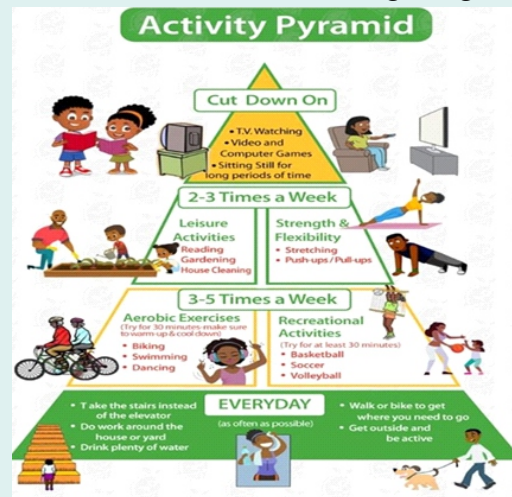 Activity Pyramid
Cut Down On
• T.V. Watching
• Video and
Computer Games
• Sitting Still for
long periods of time
2-3 Times a Week
Leisure
Activities
• Reading
• Gardening
• House Cleaning
Strength &
Flexibility
• Stretching
• Push-ups / Pull-ups
3-5 Times a Week
Aerobic Exercises
(Try for 30 minutes-make sure
to warm-up & cool down)
• Biking
• Swimming
• Dancing
Recreational
Activities
(Try for at least 30 minutes)
• Basketball
• Soccer
• Volleyball
EVERYDAY
(as often as possible)
• Take the stairs instead
of the elevator
• Do work around the
house or yard
• Drink plenty of water
• Walk or bike to get
where you need to go
• Get outside and
be active